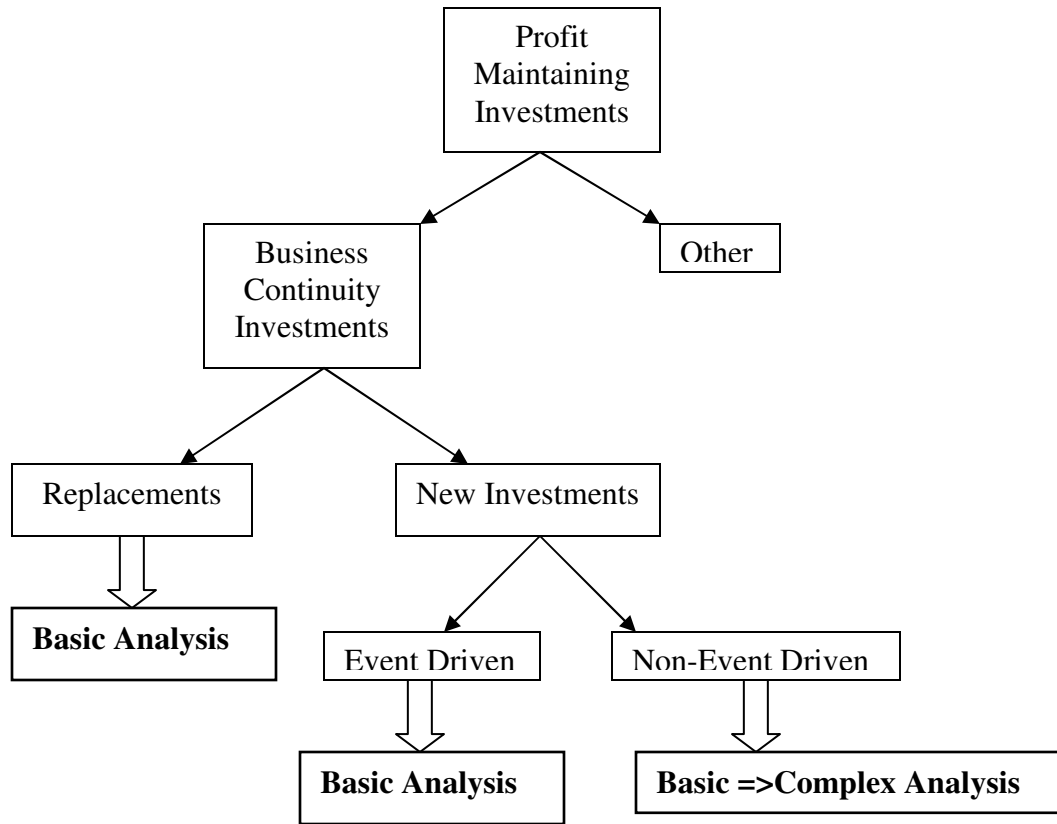 Profit
Maintaining
Investments
Business
Continuity
Investments
Other
Replacements
New Investments
Basic Analysis
Event Driven
Non-Event Driven
Basic Analysis
Basic =>Complex Analysis